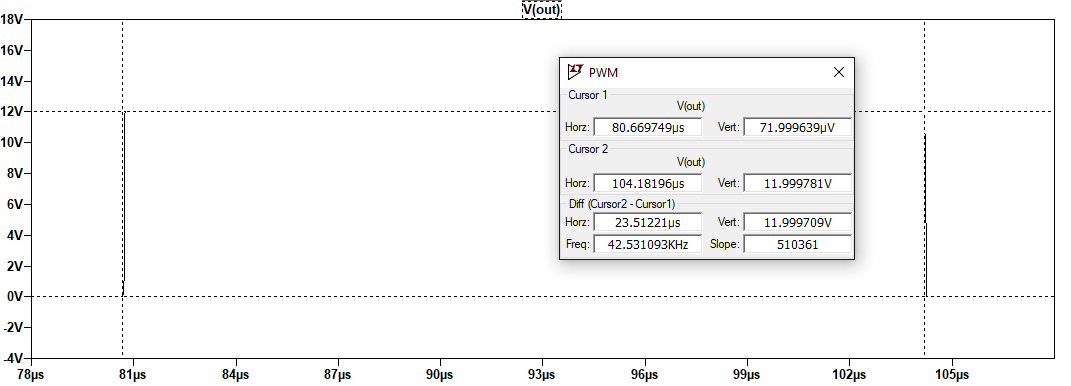 V(out)
18V
16V
14V
12V
10V
8V
6V
4V
2V
0V
-2V
-4V
78µs 81µs 84µs 87µs 90µs 93µs 96µs 99µs 102µs 105µs
PWM
Cursor 1
V(out)
Horz: 80.669749µs Vert: 71.999639µV
Cursor 2
V(out)
Horz: 104.18196µs Vert: 11.999781V
Diff (Cursor2 - Cursor1)
Horz: 23.51221µs Vert: 11.999709V
Freq: 42.531093KHz Slope: 510361